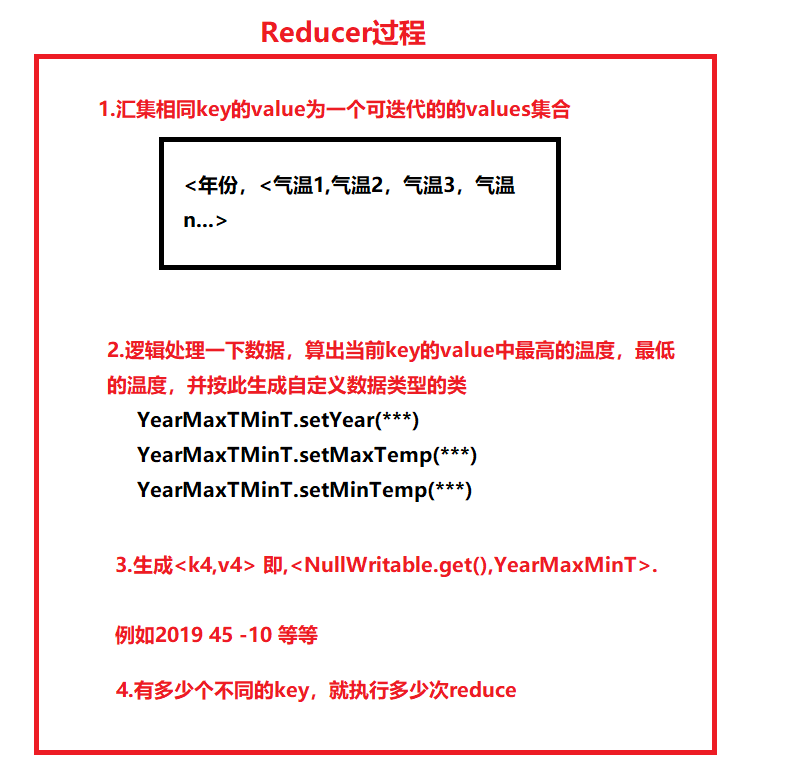 Reducer过程
1.汇集相同key的value为一个可迭代的的values集合
<年份，<气温1,气温2，气温3，气温
n...>
2.逻辑处理一下数据，算出当前key的value中最高的温度，最低
的温度，并按此生成自定义数据类型的类
YearMaxTMinT.setYear(***)
YearMaxTMinT.setMaxTemp(***)
YearMaxTMinT.setMinTemp(***)
3.生成<k4,v4> 即,<NullWritable.get(),YearMaxMinT>.
例如2019 45 -10 等等
4.有多少个不同的key，就执行多少次reduce